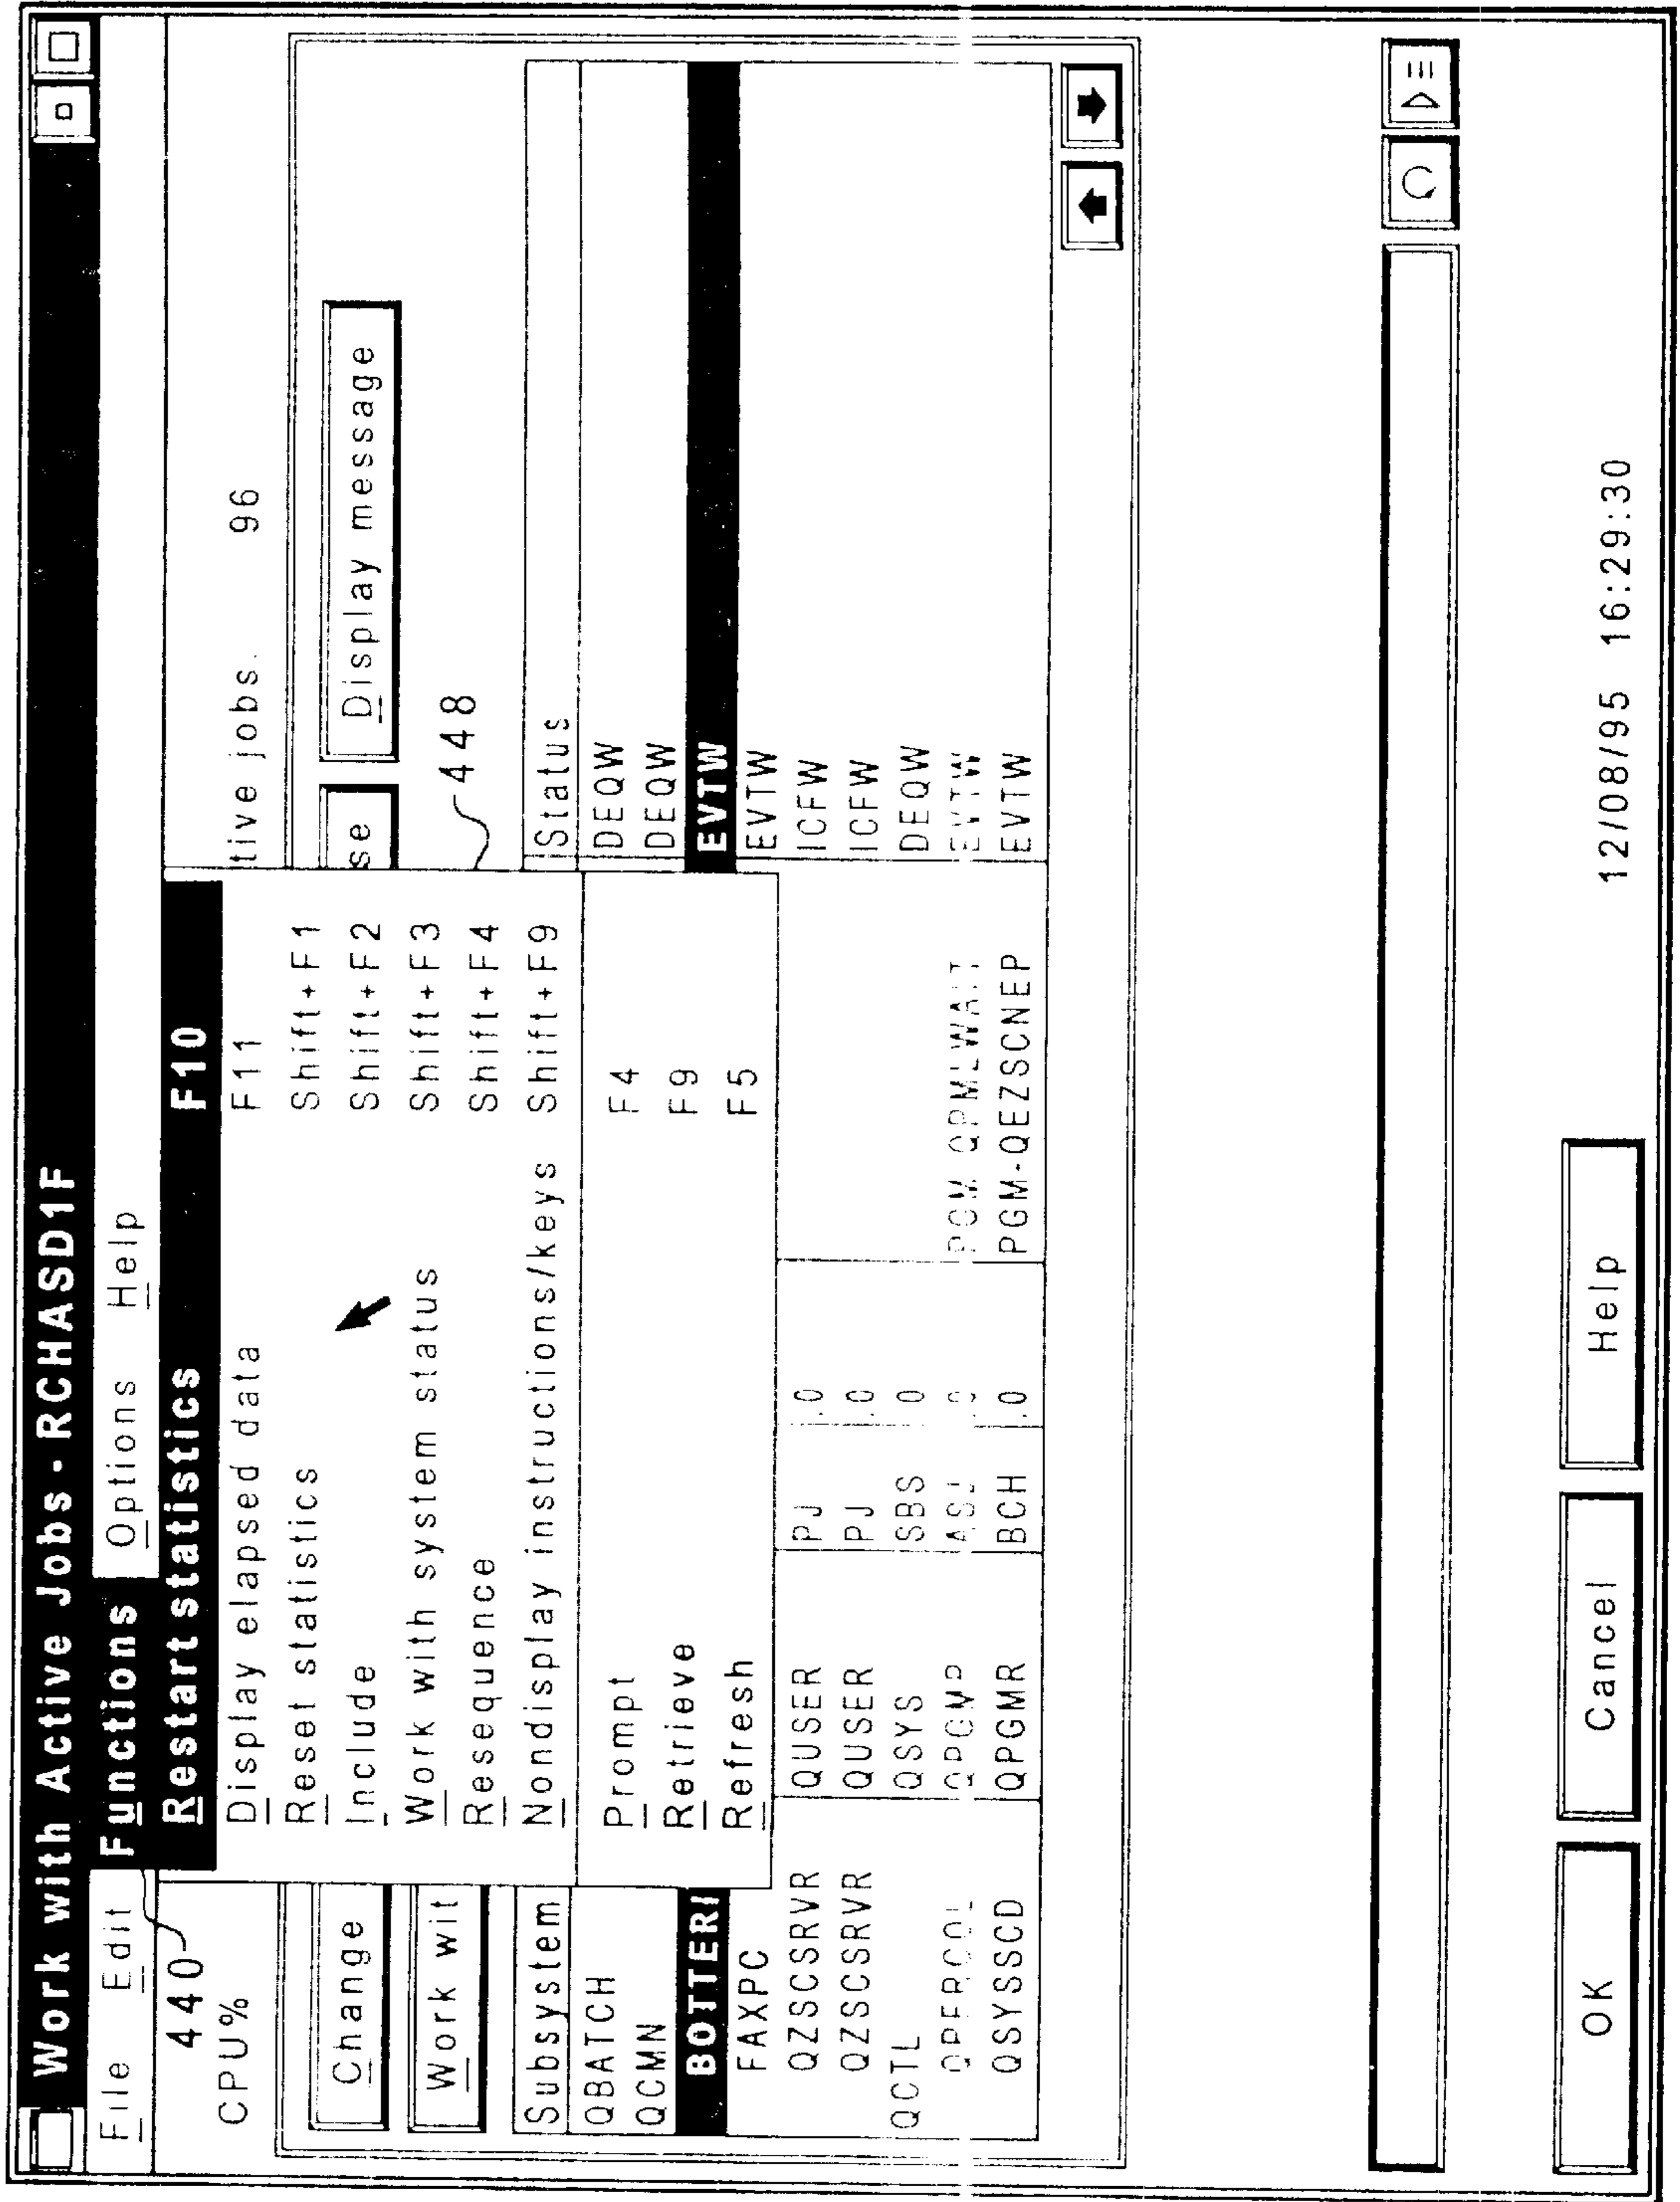 Work with Active Jobs - RCHASD1F
File Edit Functions Options Help
440
Restart statistics F10
CPU% Display elapsed data F11 tive jobs. 96
Reset statistics Shift+F1
Change Include Shift+F2 se Display message
Work wit Work with system status Shift+F3
Resequence Shift+F4 448
Subsystem Nondisplay instructions/keys Shift+F9 Status
QBATCH Prompt F4 DEQW
QCMN Retrieve F9 DEQW
BOTTERI Refresh F5 EVTW
FAXPC EVTW
QZSCSRVR QUSER PJ .0 ICFW
QZSCSRVR QUSER PJ .0 ICFW
QCTL QSYS SBS 0 DEQW
EVTW
QSYSSCD QPGMR BCH .0 PGM-QEZSCNEP EVTW
OK Cancel Help 12/08/95 16:29:30